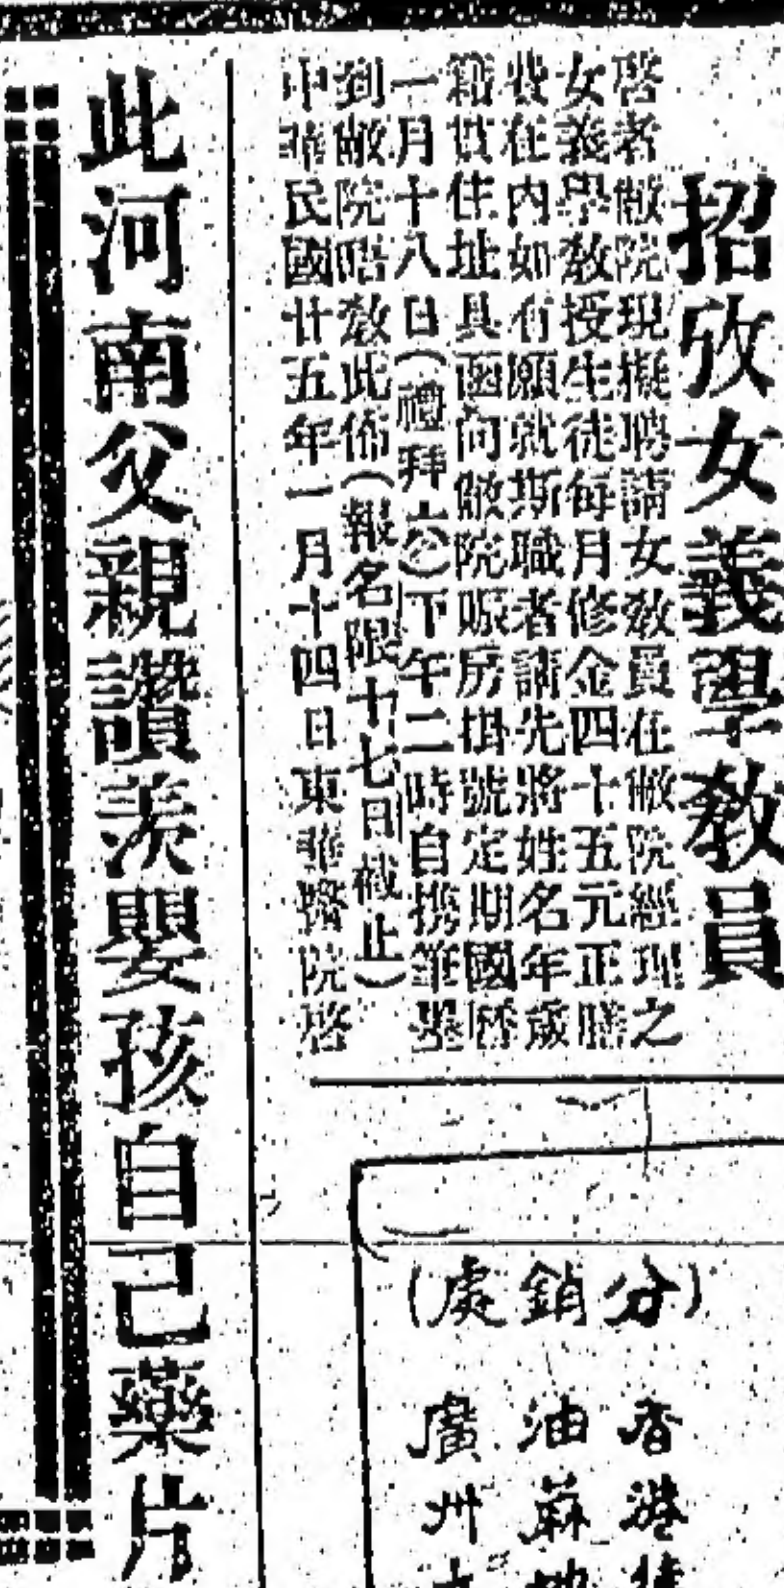 招攷女義學教員
啓者敝院現擬聘請女教員在敝院經理之
女義學教授生徒每月修金四十五元正膳
費在內如有願就斯職者請先將姓名年歲
籍貫住址具函向敝院賬房掛號定期國曆
一月十八日(禮拜六)下午二時自携筆墨
到敝院唔教此佈(報名限十七日截止)
中華民國廿五年一月十四日東華醫院啓
此河南父親讚羡嬰孩自己藥片
(分銷處)
香港
油蔴地
廣州